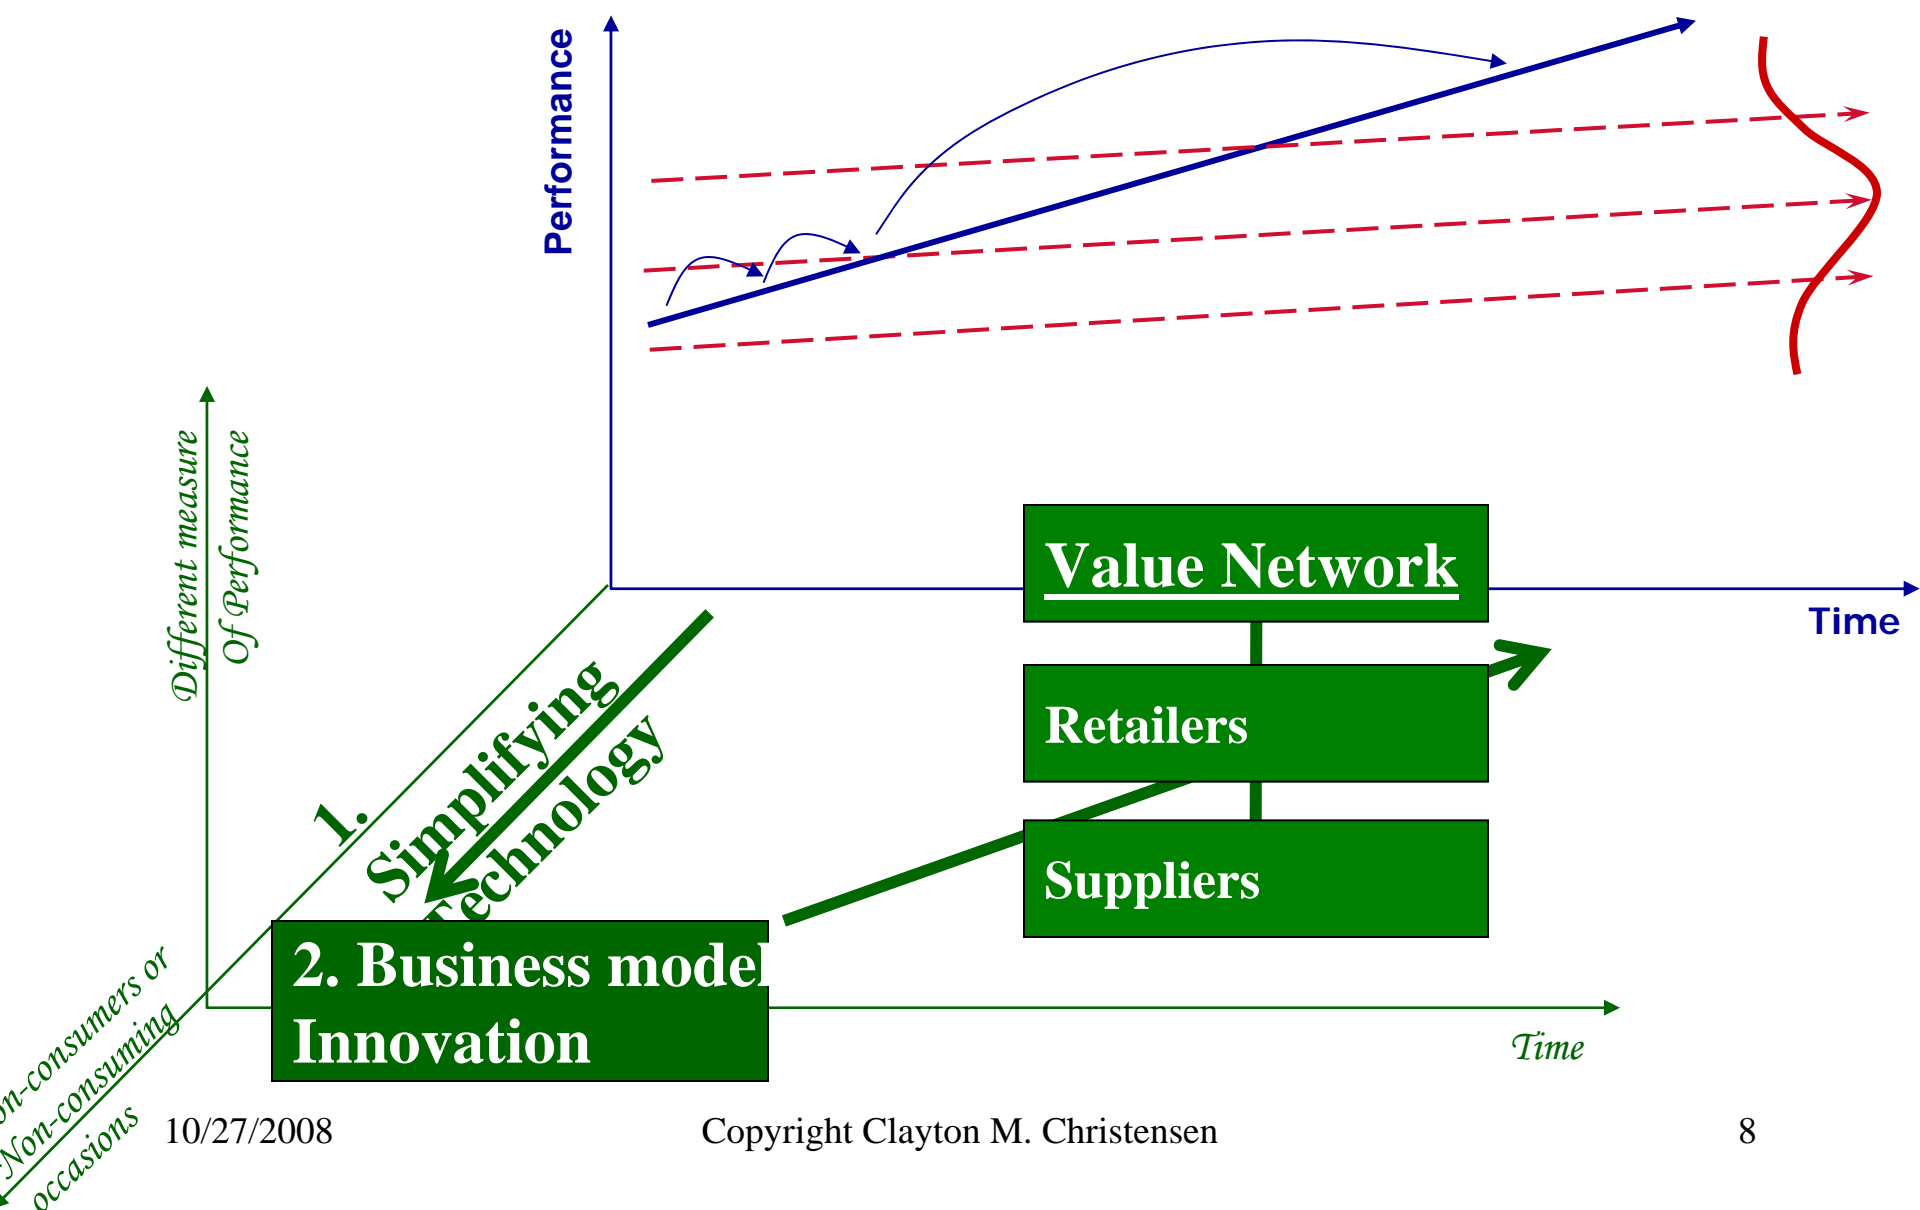 Performance
Time
Different measure
Of Performance
Value Network
Retailers
Suppliers
1.
Simplifying
Technology
2. Business model
Innovation
Time
or
Non-consuming
occasions
10/27/2008
Copyright Clayton M. Christensen
8